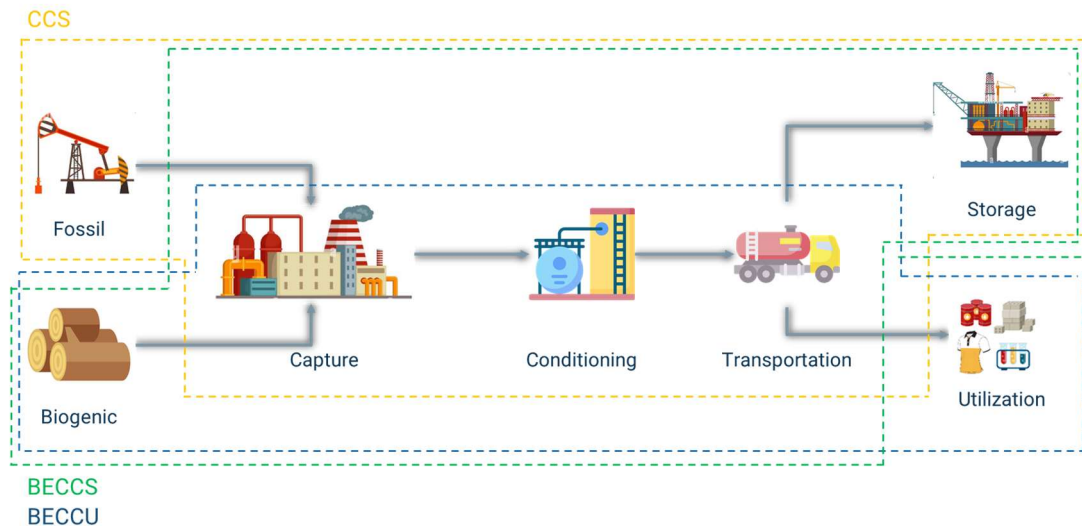 CCS
Fossil
Storage
Capture
Conditioning
Transportation
Biogenic
Utilization
BECCS
BECCU